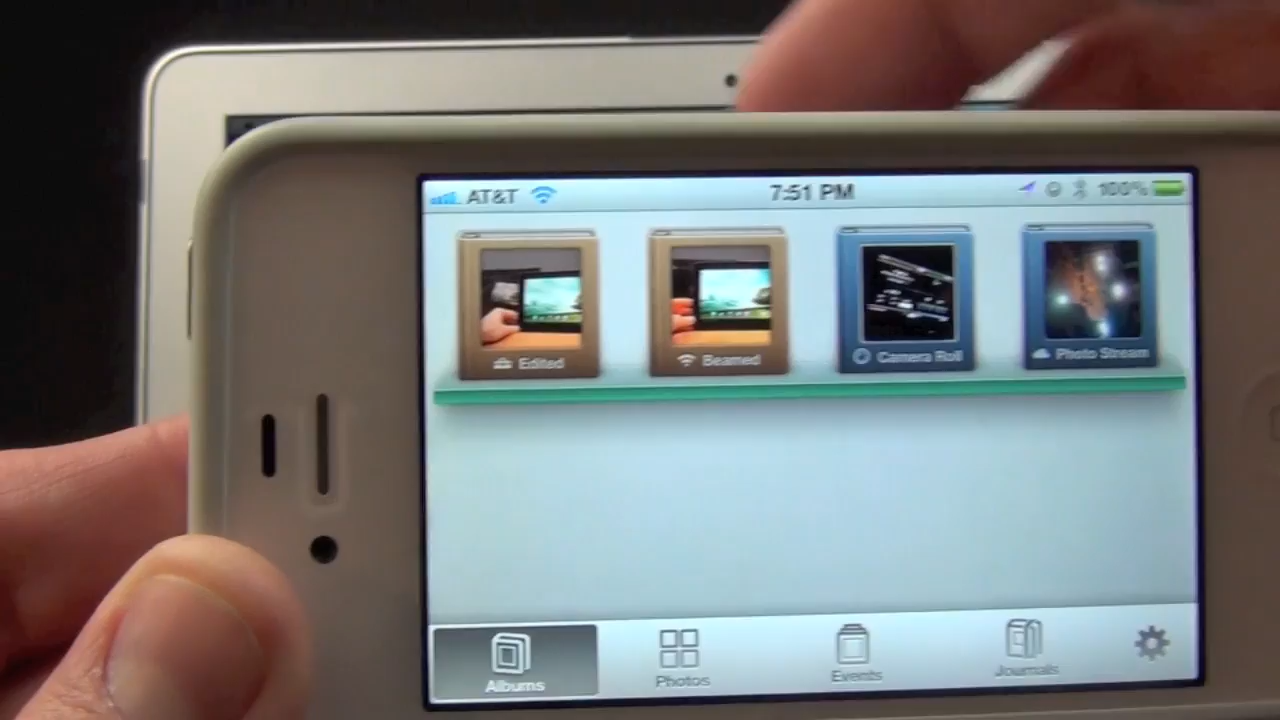 AT&T 7:51 PM 100%
Edited Beamed Camera Roll Photo Stream
Albums Photos Events Journals